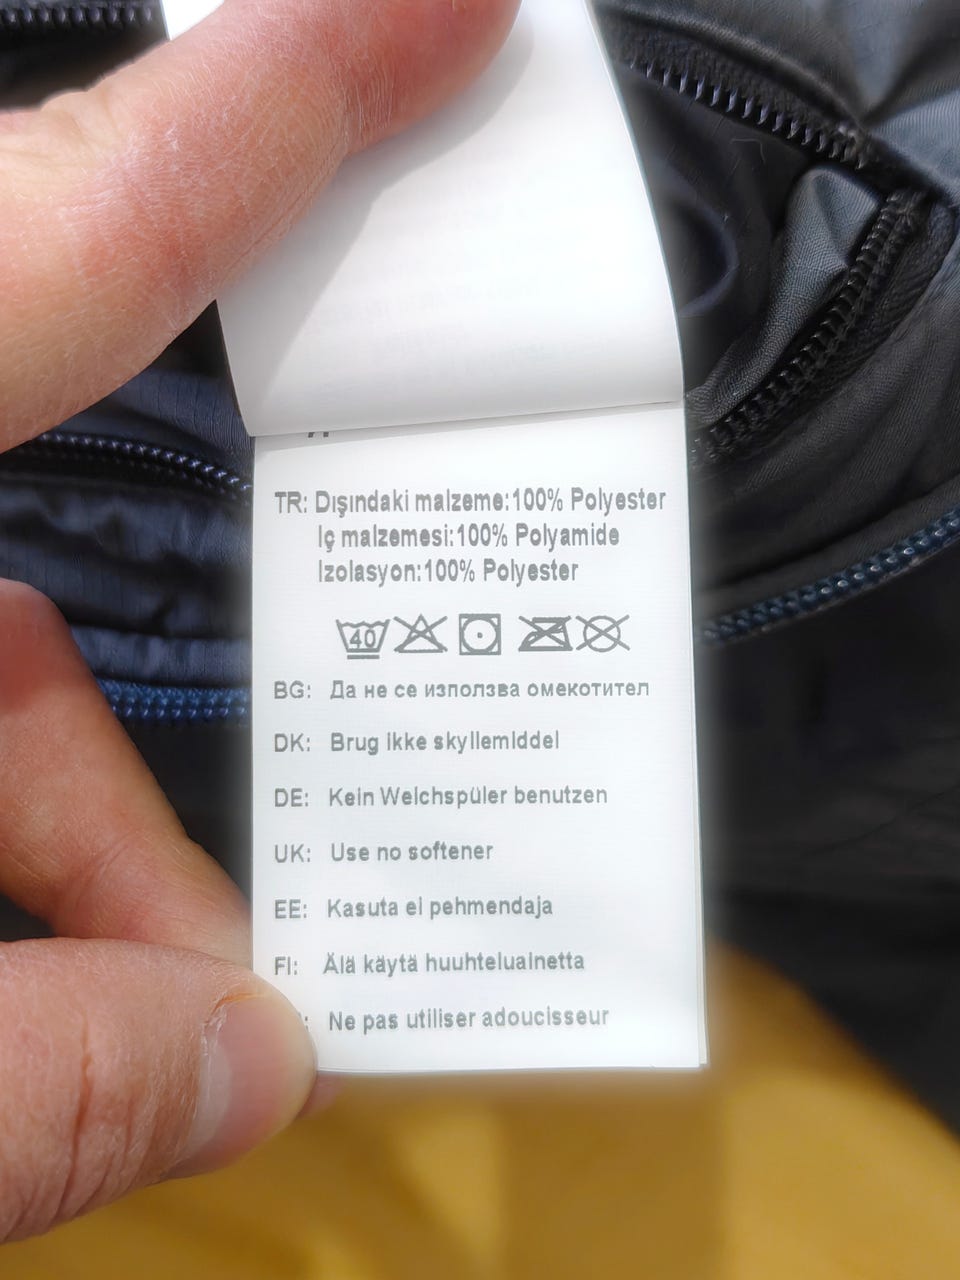 TR: Dışındaki malzeme:100% Polyester
Iç malzemesi:100% Polyamide
Izolasyon:100% Polyester
40
BG: Да не се използва омекотител
DK: Brug ikke skyllemiddel
DE: Kein Weichspüler benutzen
UK: Use no softener
EE: Kasuta ei pehmendaja
FI: Älä käytä huuhteluainetta
Ne pas utiliser adoucisseur